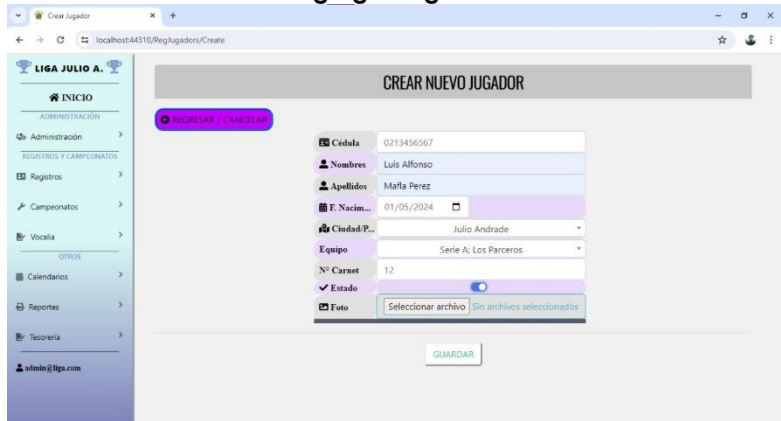 Crear Jugador
localhost:44310/RegJugadors/Create
LIGA JULIO A.
INICIO
ADMINISTRACIÓN
Administración
REGISTROS Y CAMPEONATOS
Registros
Campeonatos
Vocalia
OTROS
Calendarios
Reportes
Tesorería
admin@liga.com
CREAR NUEVO JUGADOR
REGRESAR / CANCELAR
Cédula 0213456567
Nombres Luis Alfonso
Apellidos Mafla Perez
F. Nacim... 01/05/2024
Ciudad/P... Julio Andrade
Equipo Serie A; Los Parceros
N° Carnet 12
Estado
Foto Seleccionar archivo Sin archivos seleccionados
GUARDAR